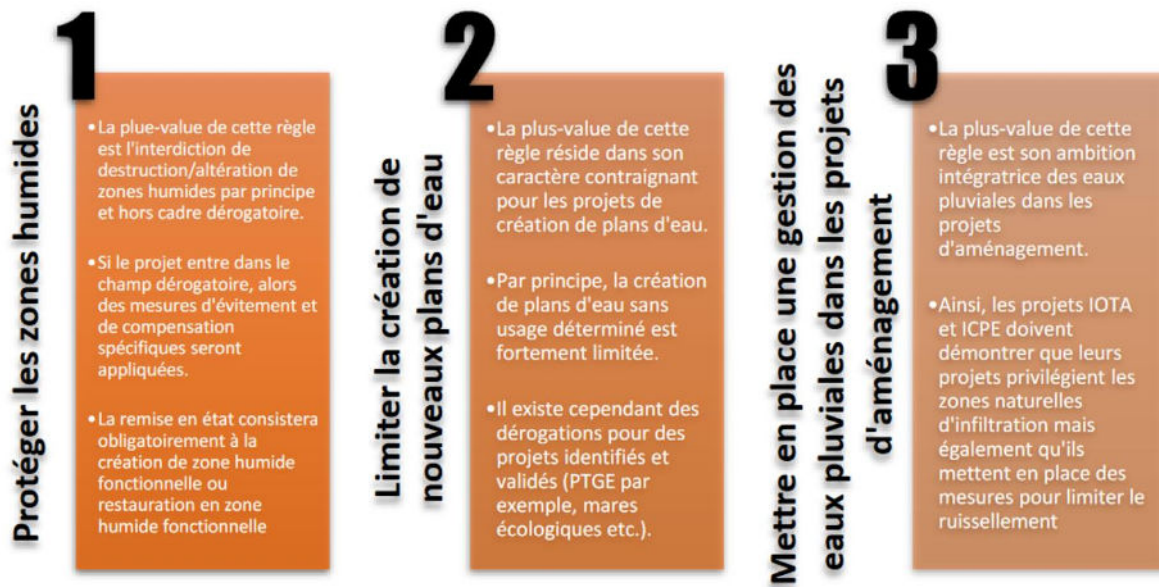 1
Protéger les zones humides
•La plue-value de cette règle
est l'interdiction de
destruction/altération de
zones humides par principe
et hors cadre dérogatoire.
•Si le projet entre dans le
champ dérogatoire, alors
des mesures d'évitement et
de compensation
spécifiques seront
appliquées.
•La remise en état consistera
obligatoirement à la
création de zone humide
fonctionnelle ou
restauration en zone
humide fonctionnelle
2
Limiter la création de
nouveaux plans d'eau
•La plus-value de cette
règle réside dans son
caractère contraignant
pour les projets de
création de plans d'eau.
•Par principe, la création
de plans d'eau sans
usage déterminé est
fortement limitée.
•Il existe cependant des
dérogations pour des
projets identifiés et
validés (PTGE par
exemple, mares
écologiques etc.).
3
Mettre en place une gestion des
eaux pluviales dans les projets
d'aménagement
•La plus-value de cette
règle est son ambition
intégratrice des eaux
pluviales dans les
projets
d'aménagement.
•Ainsi, les projets IOTA
et ICPE doivent
démontrer que leurs
projets privilégient les
zones naturelles
d'infiltration mais
également qu'ils
mettent en place des
mesures pour limiter le
ruissellement